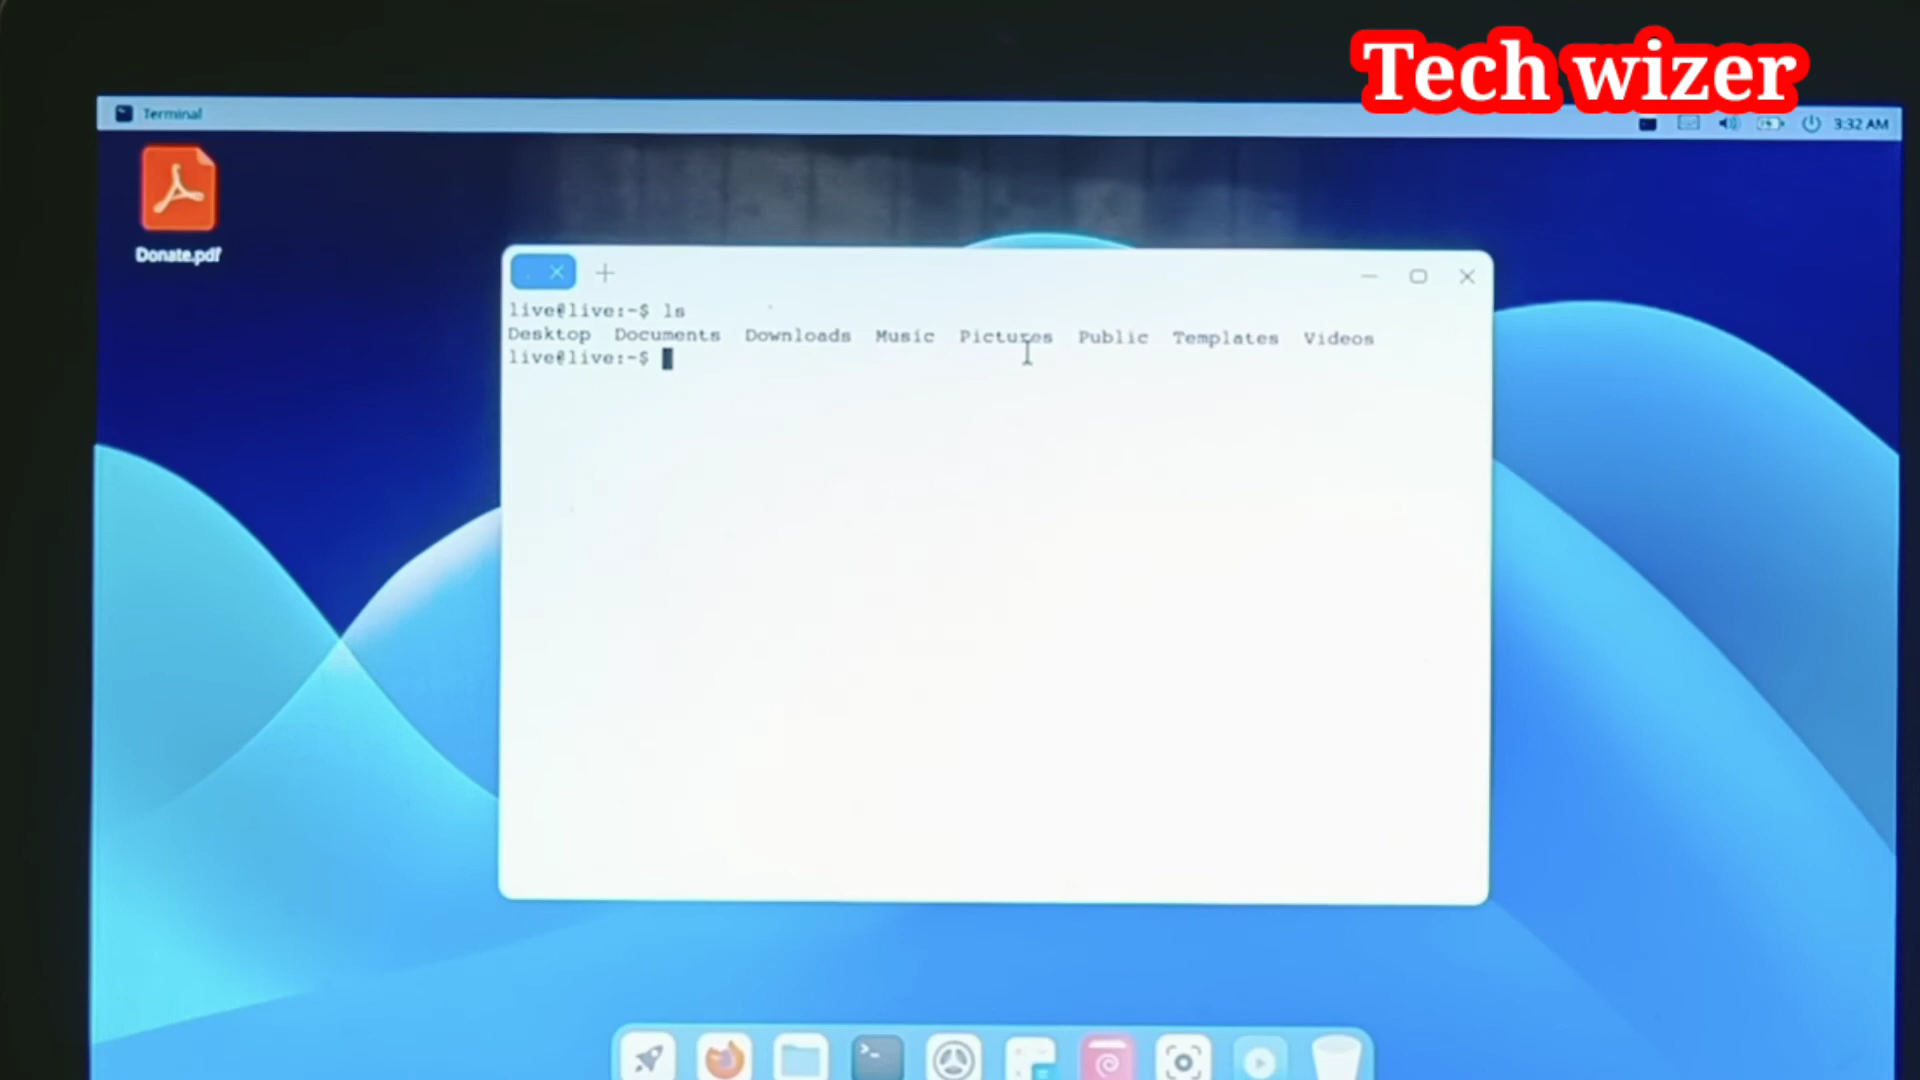 Tech wizer
Terminal
3:32 AM
Donate.pdf
live@live:~$ ls
Desktop Documents Downloads Music Pictures Public Templates Videos
live@live:~$